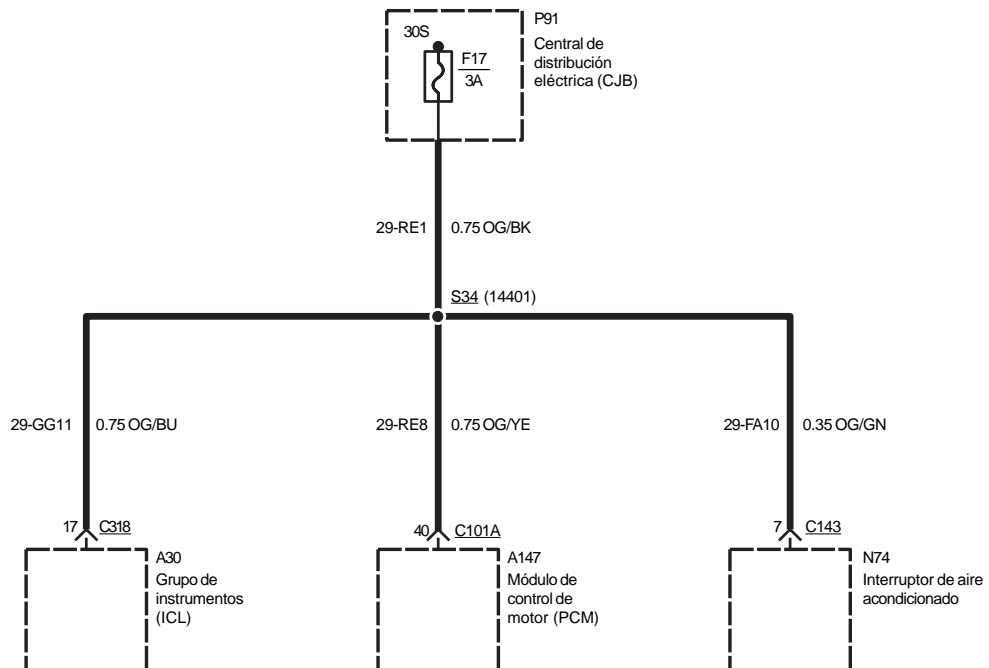 P91
30S
Central de
distribución
eléctrica (CJB)
F17
3A
29-RE1 0.75 OG/BK
S34 (14401)
29-GG11 0.75 OG/BU
29-RE8 0.75 OG/YE
29-FA10 0.35 OG/GN
17 C318
40 C101A
7 C143
A30
Grupo de
instrumentos
(ICL)
A147
Módulo de
control de
motor (PCM)
N74
Interruptor de aire
acondicionado